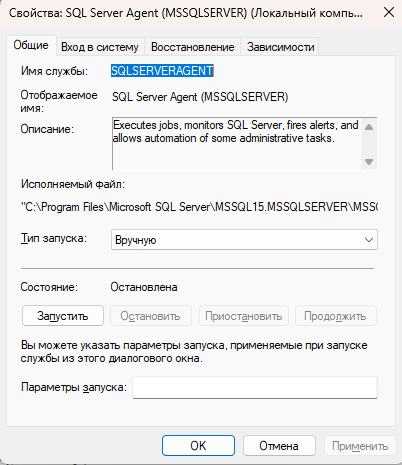 Свойства: SQL Server Agent (MSSQLSERVER) (Локальный компь...
Общие Вход в систему Восстановление Зависимости
Имя службы: SQLSERVERAGENT
Отображаемое имя: SQL Server Agent (MSSQLSERVER)
Описание: Executes jobs, monitors SQL Server, fires alerts, and
allows automation of some administrative tasks.
Исполняемый файл:
"C:\Program Files\Microsoft SQL Server\MSSQL15.MSSQLSERVER\MSSQ
Тип запуска: Вручную
Состояние: Остановлена
Запустить Остановить Приостановить Продолжить
Вы можете указать параметры запуска, применяемые при запуске
службы из этого диалогового окна.
Параметры запуска:
OK Отмена Применить